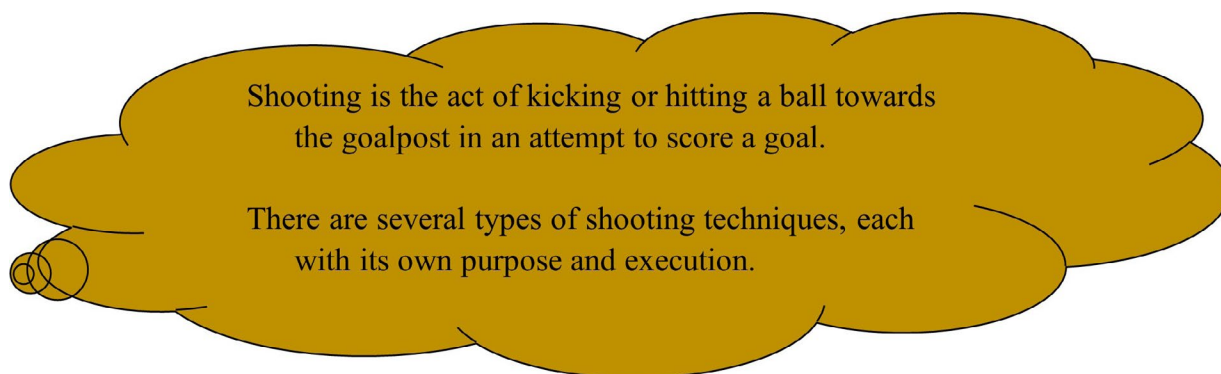 Shooting is the act of kicking or hitting a ball towards
the goalpost in an attempt to score a goal.
There are several types of shooting techniques, each
with its own purpose and execution.